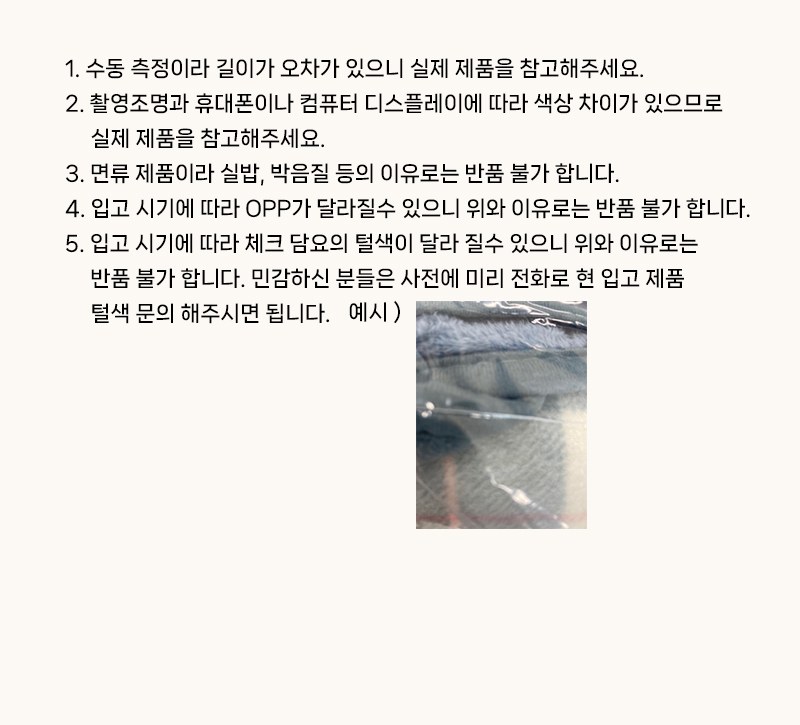 1. 수동 측정이라 길이가 오차가 있으니 실제 제품을 참고해주세요.
2. 촬영조명과 휴대폰이나 컴퓨터 디스플레이에 따라 색상 차이가 있으므로
실제 제품을 참고해주세요.
3. 면류 제품이라 실밥, 박음질 등의 이유로는 반품 불가 합니다.
4. 입고 시기에 따라 OPP가 달라질수 있으니 위와 이유로는 반품 불가 합니다.
5. 입고 시기에 따라 체크 담요의 털색이 달라 질수 있으니 위와 이유로는
반품 불가 합니다. 민감하신 분들은 사전에 미리 전화로 현 입고 제품
털색 문의 해주시면 됩니다. 예시 )